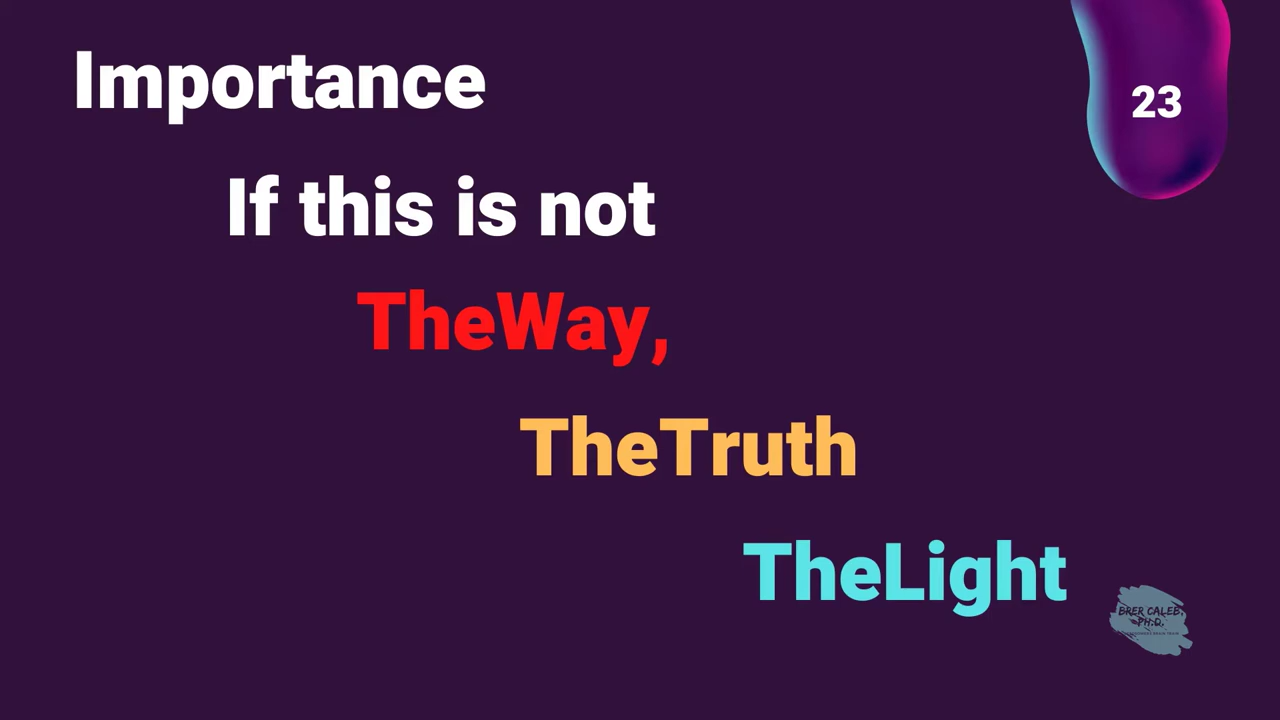 Importance
23
If this is not
TheWay,
TheTruth
TheLight
BRER CALEB,
PH.D.